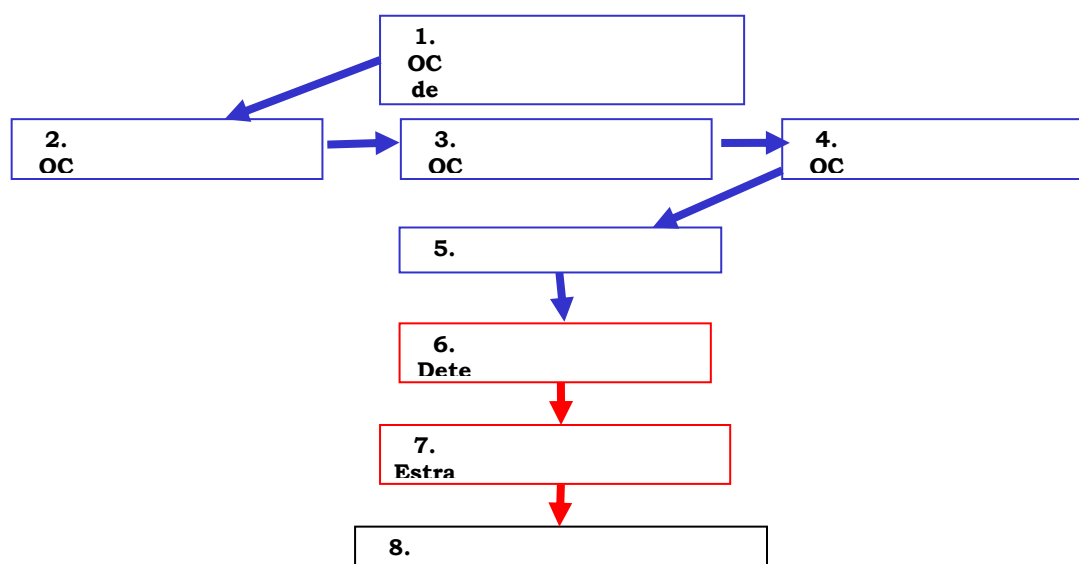 1.
OC
de
2.
OC
3.
OC
4.
OC
5.
6.
Dete
7.
Estra
8.